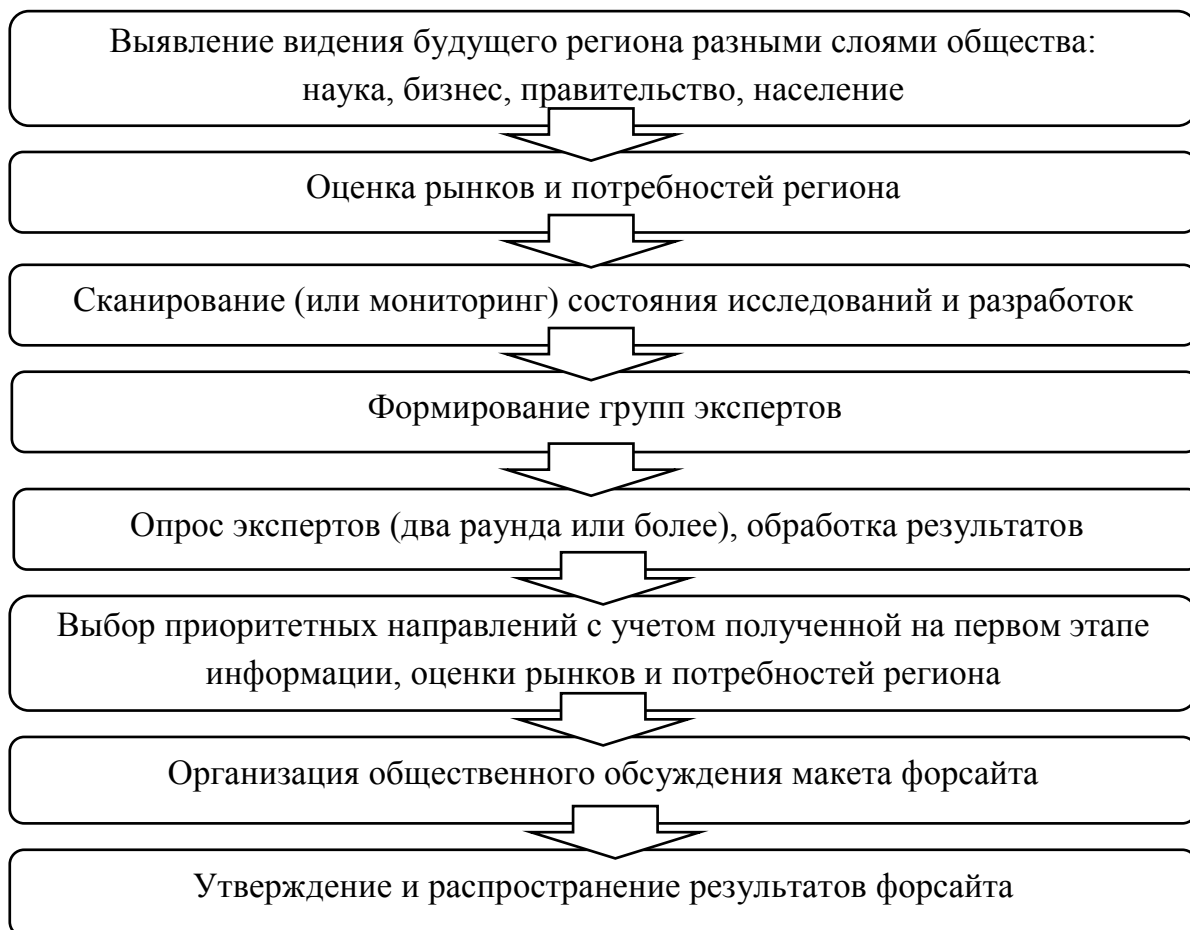 Выявление видения будущего региона разными слоями общества:
наука, бизнес, правительство, население
Оценка рынков и потребностей региона
Сканирование (или мониторинг) состояния исследований и разработок
Формирование групп экспертов
Опрос экспертов (два раунда или более), обработка результатов
Выбор приоритетных направлений с учетом полученной на первом этапе
информации, оценки рынков и потребностей региона
Организация общественного обсуждения макета форсайта
Утверждение и распространение результатов форсайта